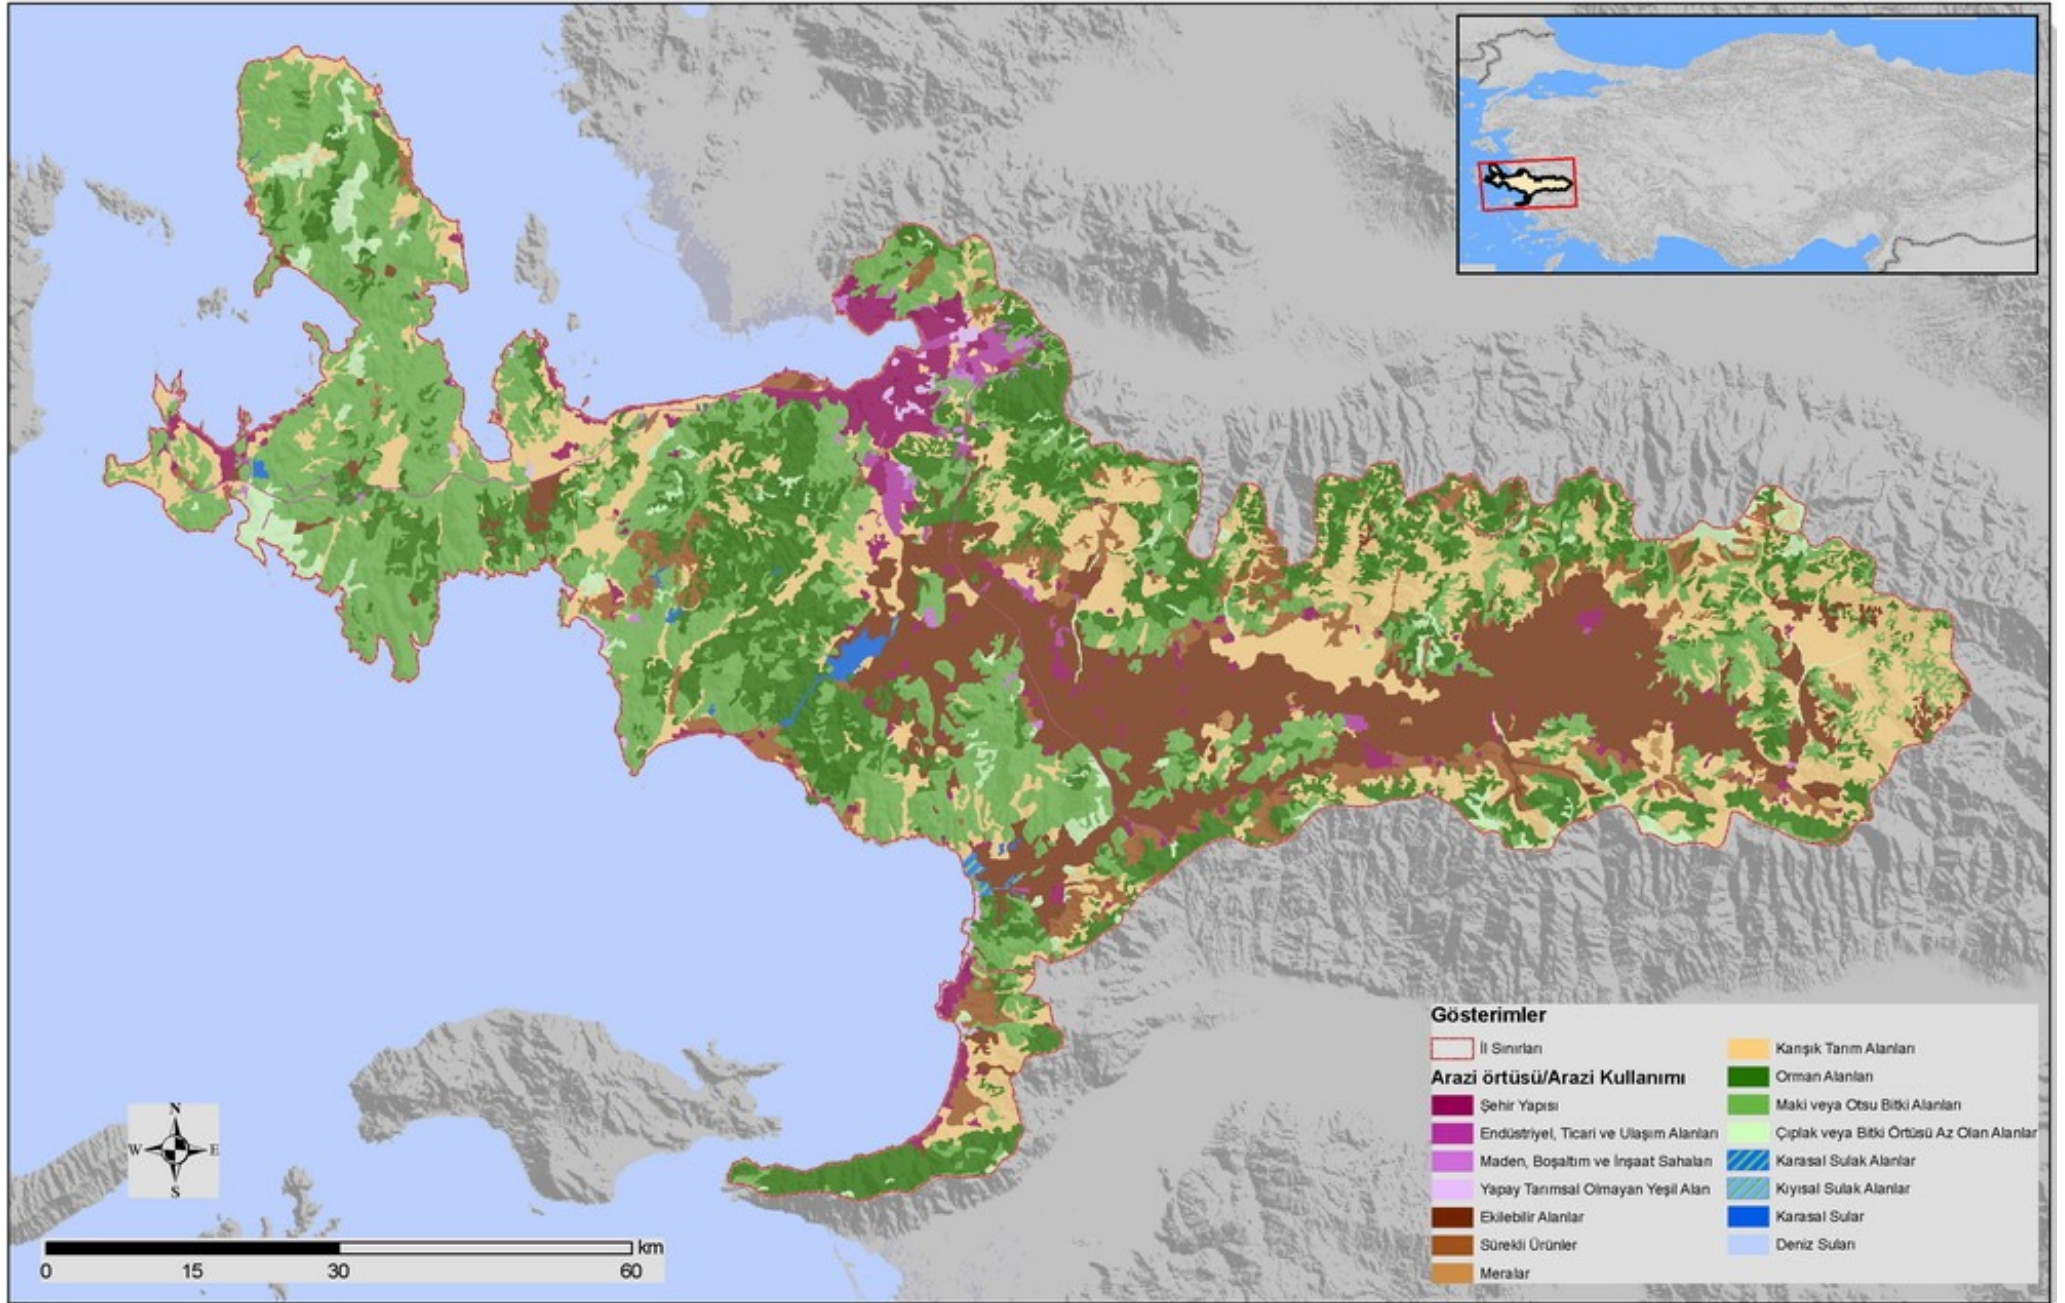 Gösterimler
İl Sınırları
Arazi örtüsü/Arazi Kullanımı
Şehir Yapısı
Endüstriyel, Ticari ve Ulaşım Alanları
Maden, Boşaltım ve İnşaat Sahaları
Yapay Tarımsal Olmayan Yeşil Alan
Ekilebilir Alanlar
Sürekli Ürünler
Meralar
Karışık Tarım Alanları
Orman Alanları
Maki veya Otsu Bitki Alanları
Çıplak veya Bitki Örtüsü Az Olan Alanlar
Karasal Sulak Alanlar
Kıyısal Sulak Alanlar
Karasal Sular
Deniz Suları
N
W E
S
km
0 15 30 60